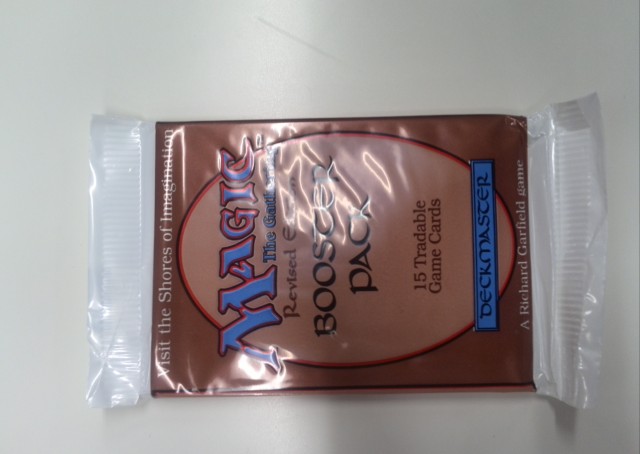 Visit the Shores of Imagination
MAGIC
The Gathering
Revised Edition
BOOSTER
PACK
15 Tradable
Game Cards
DECKMASTER
A Richard Garfield game